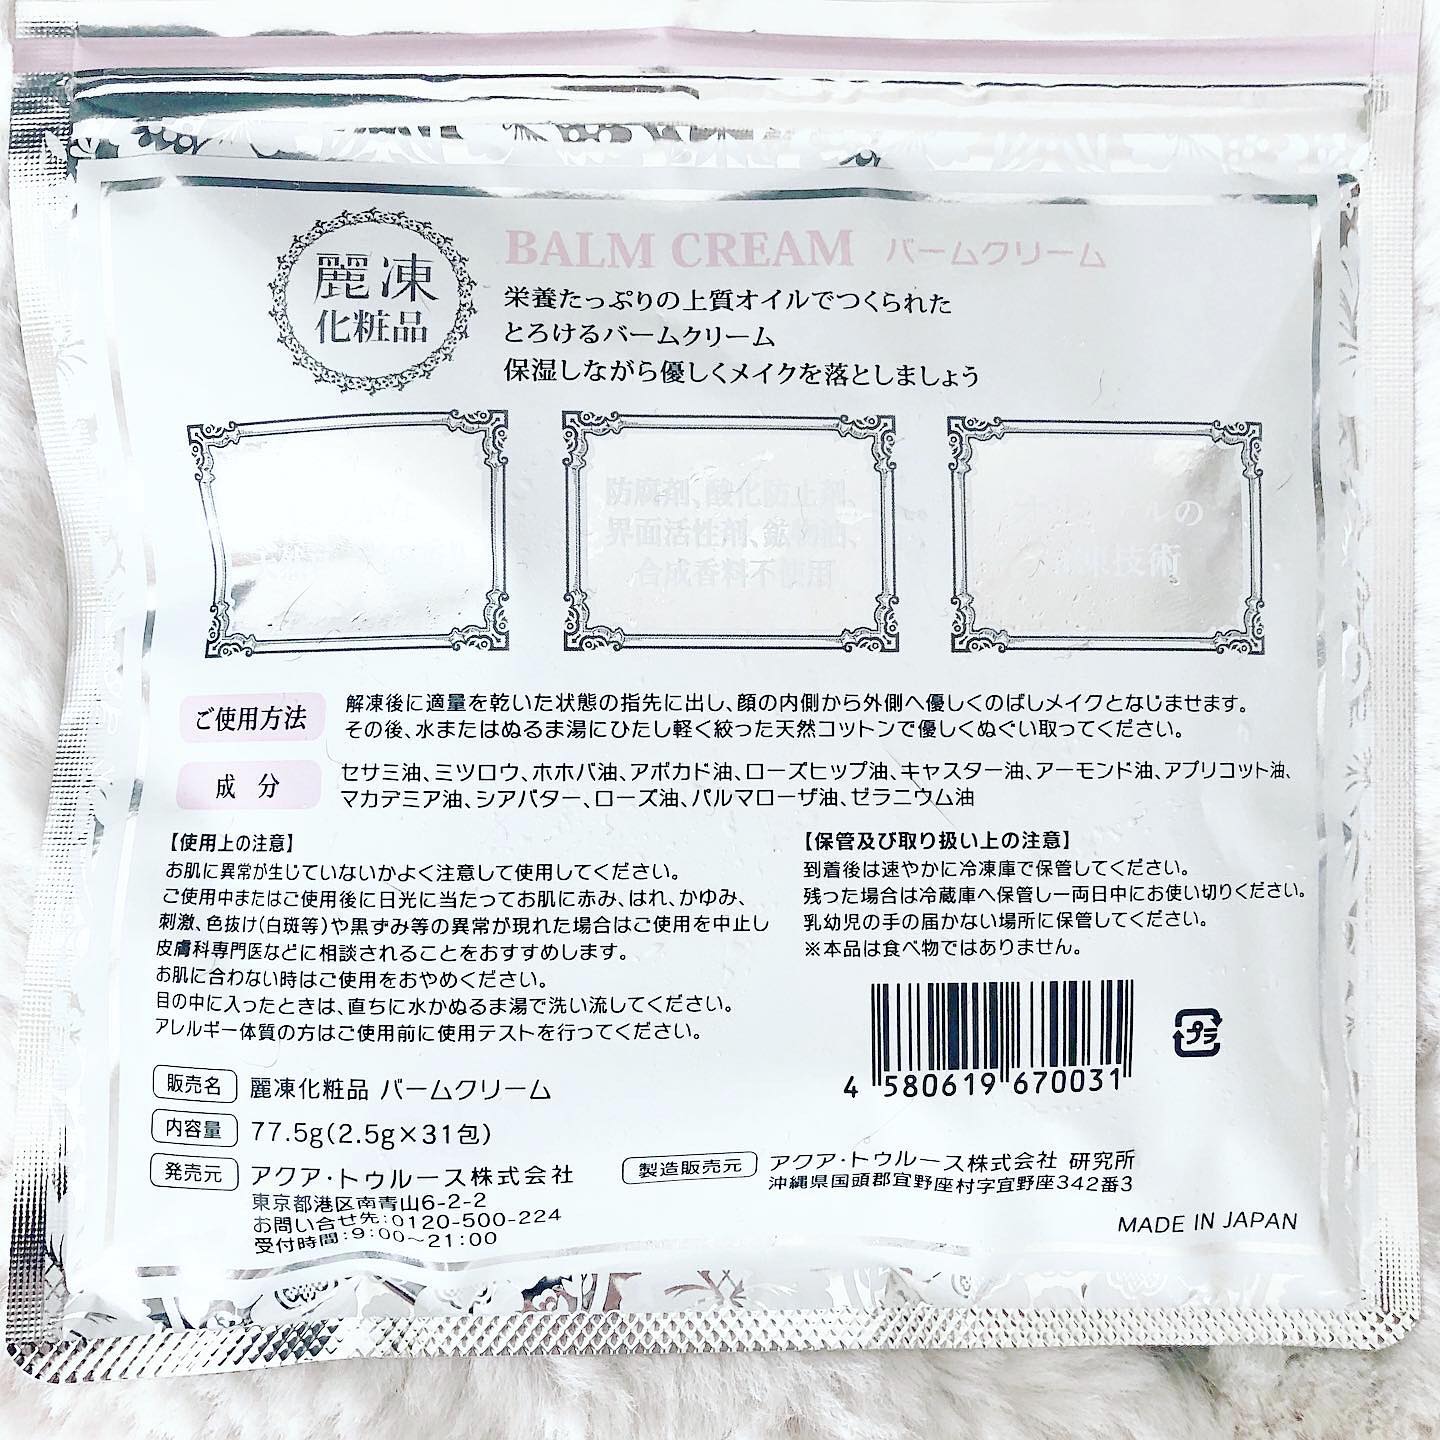 麗凍
化粧品
BALM CREAM バームクリーム
栄養たっぷりの上質オイルでつくられた
とろけるバームクリーム
保湿しながら優しくメイクを落としましょう
防腐剤、酸化防止剤、
界面活性剤、鉱物油、
合成香料不使用
ルの
凍技術
ご使用方法
解凍後に適量を乾いた状態の指先に出し、顔の内側から外側へ優しくのばしメイクとなじませます。
その後、水またはぬるま湯にひたし軽く絞った天然コットンで優しくぬぐい取ってください。
成 分
セサミ油、ミツロウ、ホホバ油、アボカド油、ローズヒップ油、キャスター油、アーモンド油、アプリコット油、
マカデミア油、シアバター、ローズ油、パルマローザ油、ゼラニウム油
【使用上の注意】
お肌に異常が生じていないかよく注意して使用してください。
ご使用中またはご使用後に日光に当たってお肌に赤み、はれ、かゆみ、
刺激、色抜け(白斑等)や黒ずみ等の異常が現れた場合はご使用を中止し
皮膚科専門医などに相談されることをおすすめします。
お肌に合わない時はご使用をおやめください。
目の中に入ったときは、直ちに水かぬるま湯で洗い流してください。
アレルギー体質の方はご使用前に使用テストを行ってください。
【保管及び取り扱い上の注意】
到着後は速やかに冷凍庫で保管してください。
残った場合は冷蔵庫へ保管し一両日中にお使い切りください。
乳幼児の手の届かない場所に保管してください。
※本品は食べ物ではありません。
4 580619 670031
プラ
販売名 麗凍化粧品 バームクリーム
内容量 77.5g(2.5g×31包)
発売元 アクア・トゥルース株式会社
東京都港区南青山6-2-2
お問い合せ先:0120-500-224
受付時間:9:00～21:00
製造販売元 アクア・トゥルース株式会社 研究所
沖縄県国頭郡宜野座村字宜野座342番3
MADE IN JAPAN